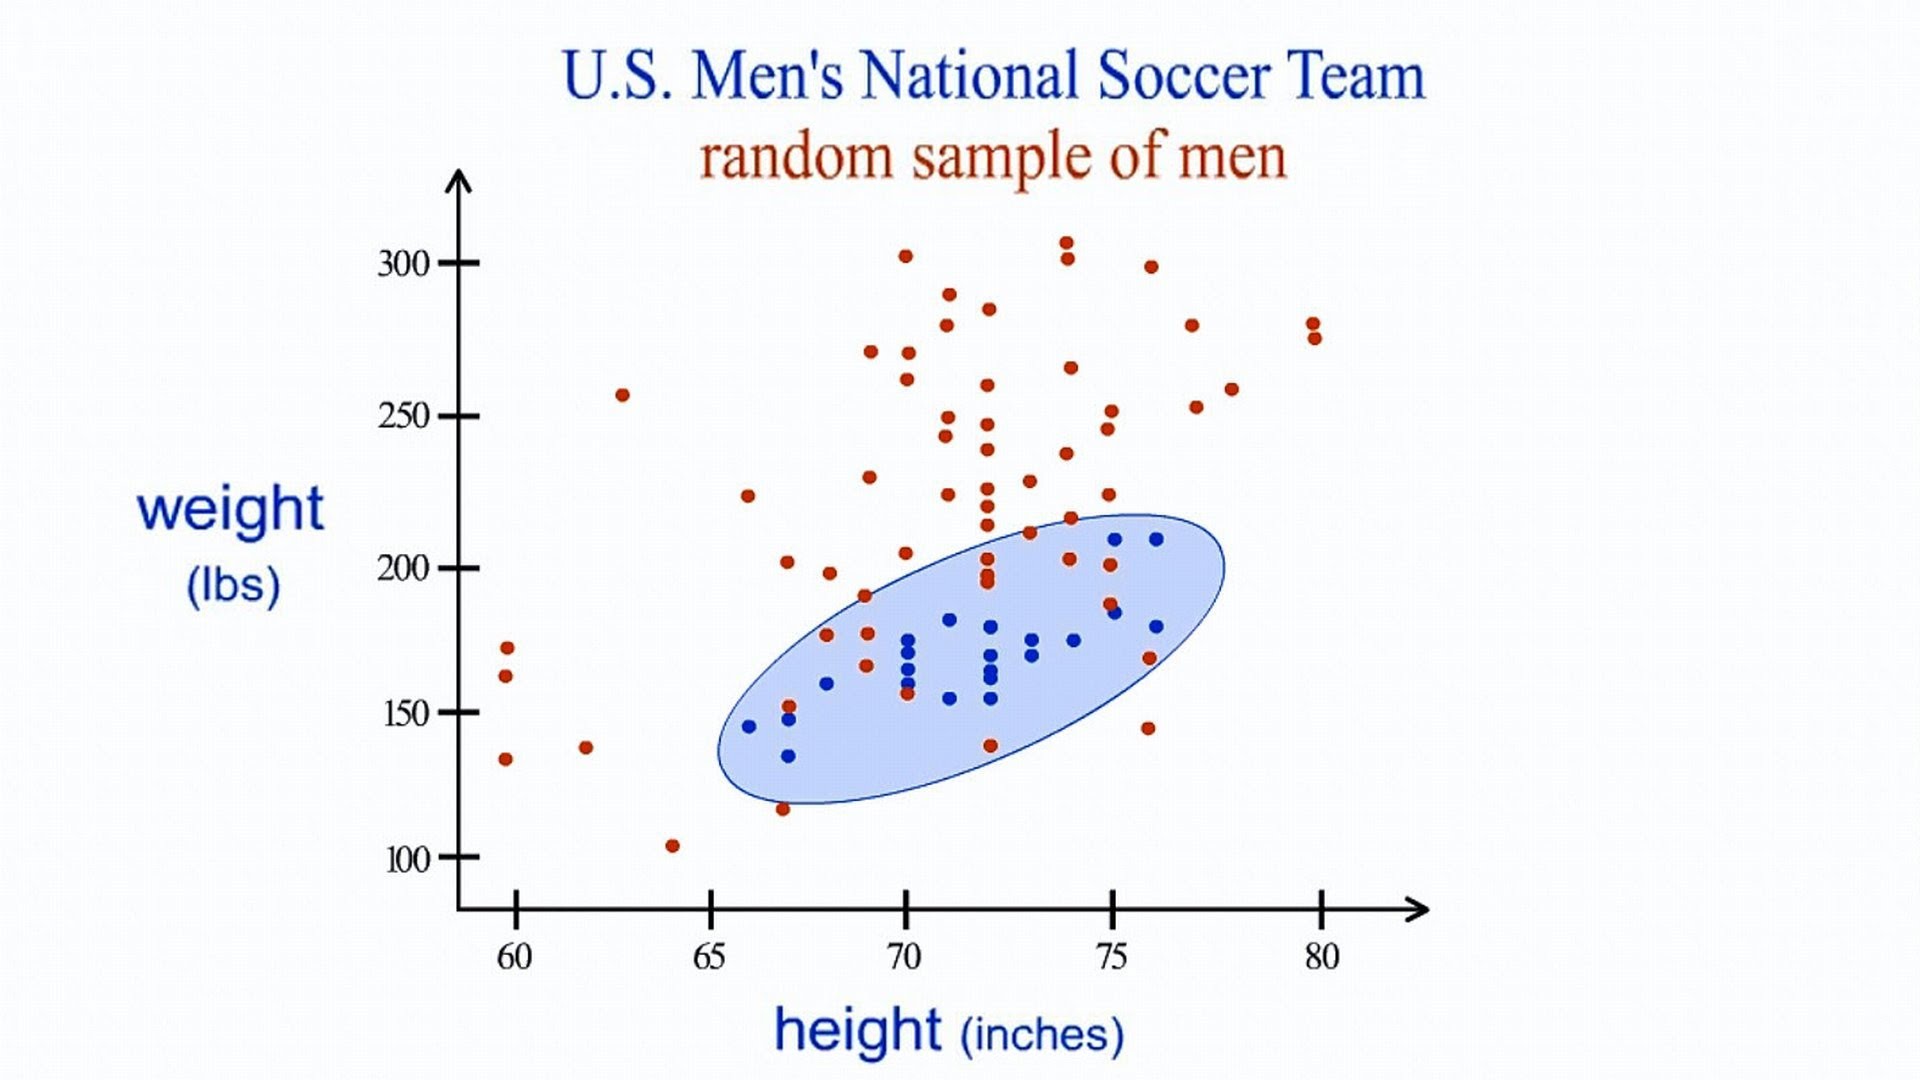 U.S. Men's National Soccer Team
random sample of men
300
250
weight
(lbs)
200
150
100
60 65 70 75 80
height (inches)